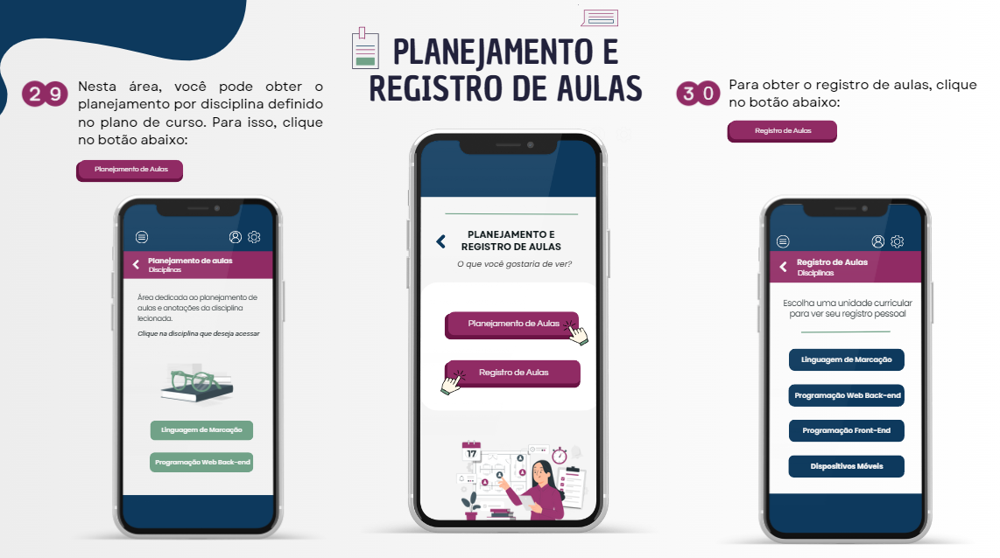 PLANEJAMENTO E
REGISTRO DE AULAS
29
Nesta área, você pode obter o
planejamento por disciplina definido
no plano de curso. Para isso, clique
no botão abaixo:
Planejamento de Aulas
Planejamento de aulas
Disciplinas
Área dedicada ao planejamento de
aulas e anotações da disciplina
lecionada.
Clique na disciplina que deseja acessar
Linguagem de Marcação
Programação Web Back-end
PLANEJAMENTO E
REGISTRO DE AULAS
O que você gostaria de ver?
Planejamento de Aulas
Registro de Aulas
17
30
Para obter o registro de aulas, clique
no botão abaixo:
Registro de Aulas
Registro de Aulas
Disciplinas
Escolha uma unidade curricular
para ver seu registro pessoal
Linguagem de Marcação
Programação Web Back-end
Programação Front-End
Dispositivos Móveis